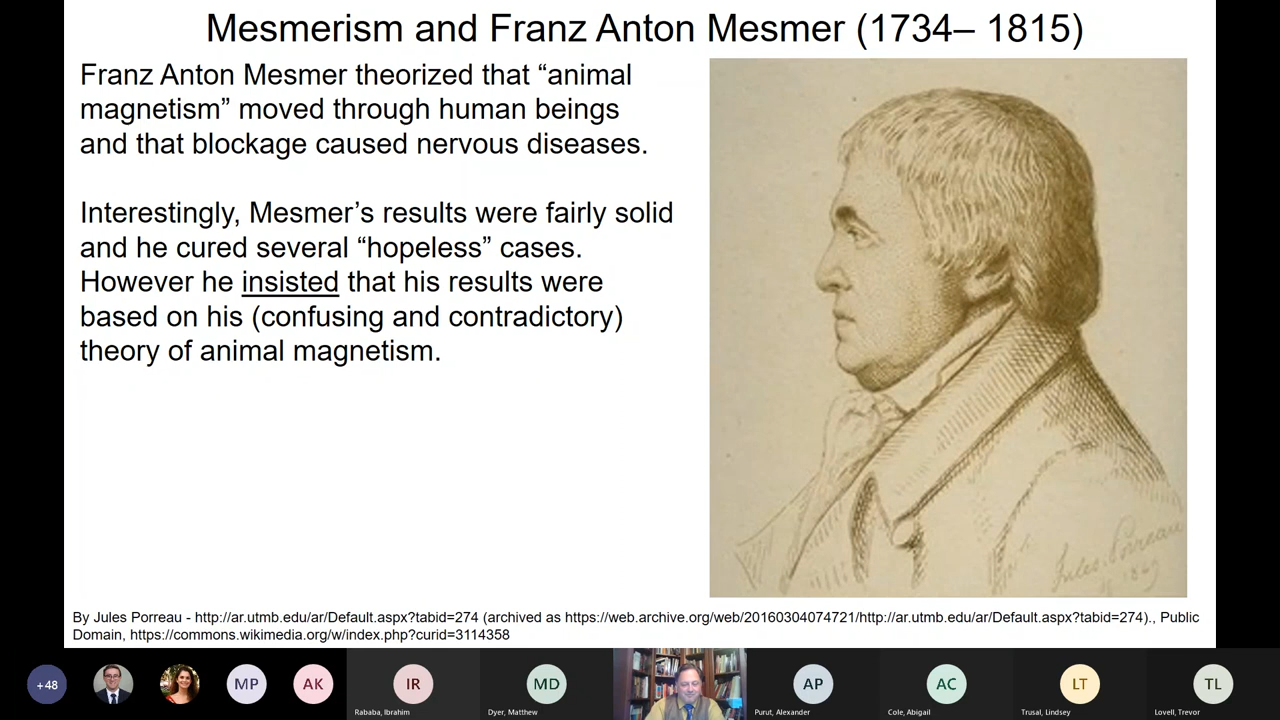 Mesmerism and Franz Anton Mesmer (1734– 1815)
Franz Anton Mesmer theorized that “animal
magnetism” moved through human beings
and that blockage caused nervous diseases.
Interestingly, Mesmer’s results were fairly solid
and he cured several “hopeless” cases.
However he insisted that his results were
based on his (confusing and contradictory)
theory of animal magnetism.
Jules Porreau
By Jules Porreau - http://ar.utmb.edu/ar/Default.aspx?tabid=274 (archived as https://web.archive.org/web/20160304074721/http://ar.utmb.edu/ar/Default.aspx?tabid=274)., Public
Domain, https://commons.wikimedia.org/w/index.php?curid=3114358
+48
MP
AK
IR
Rababa, Ibrahim
MD
Dyer, Matthew
AP
Purut, Alexander
AC
Cole, Abigail
LT
Trusal, Lindsey
TL
Lovell, Trevor